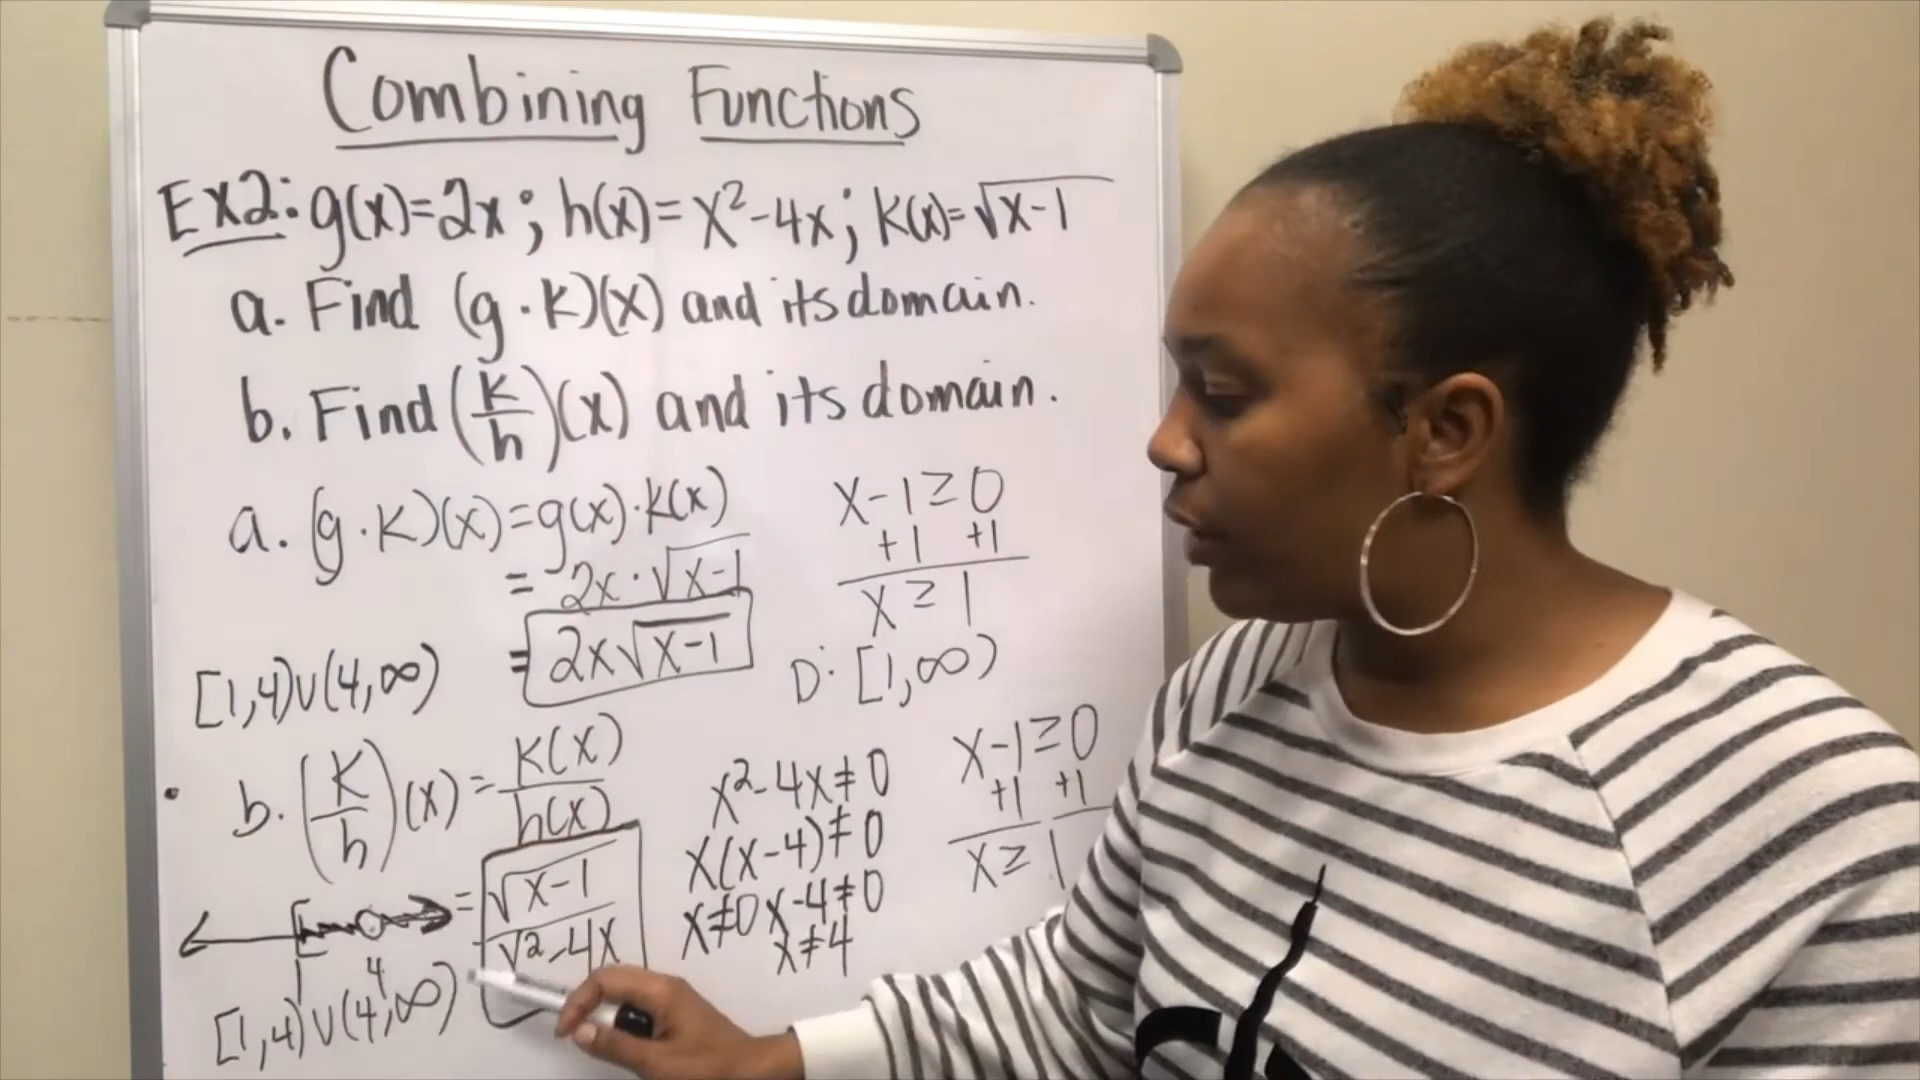 Combining Functions
Ex2: g(x)=2x; h(x)=x²-4x; k(x)=√x-1
a. Find (g·k)(x) and its domain.
b. Find (k/h)(x) and its domain.
a. (g·k)(x)=g(x)·k(x)
= 2x·√x-1
= 2x√x-1
x-1≥0
+1 +1
x≥1
D: [1,∞)
[1,4)∪(4,∞)
b. (k/h)(x)=k(x)/h(x)
= √x-1/x²-4x
x²-4x≠0
x(x-4)≠0
x≠0 x-4≠0
x≠4
x-1≥0
+1 +1
x≥1
1 4
[1,4)∪(4,∞)